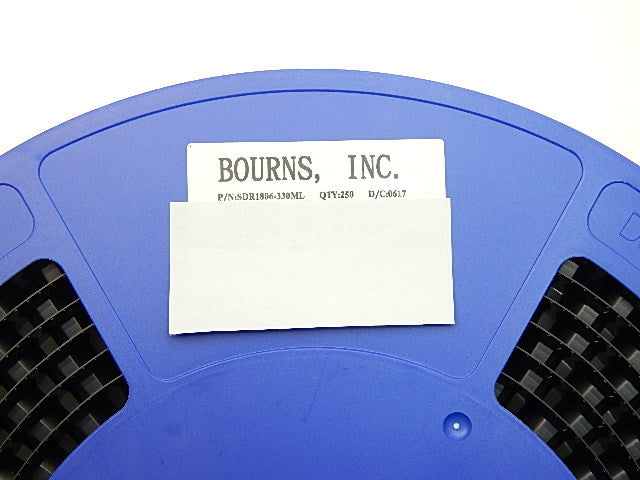 BOURNS, INC.
P/N:SDR1806-330ML QTY:250 D/C:0617